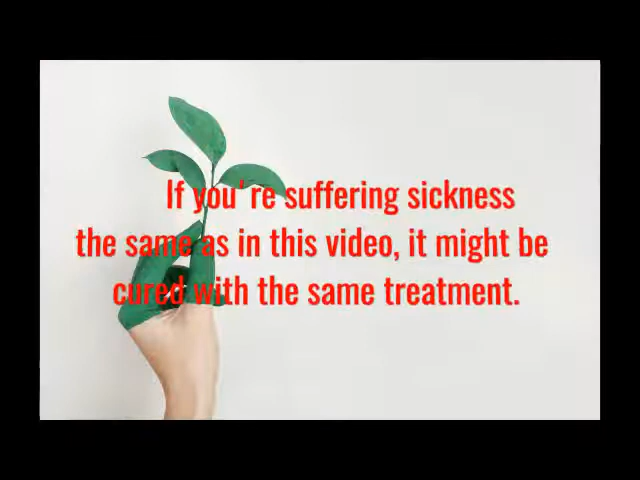 If you're suffering sickness
the same as in this video, it might be
cured with the same treatment.